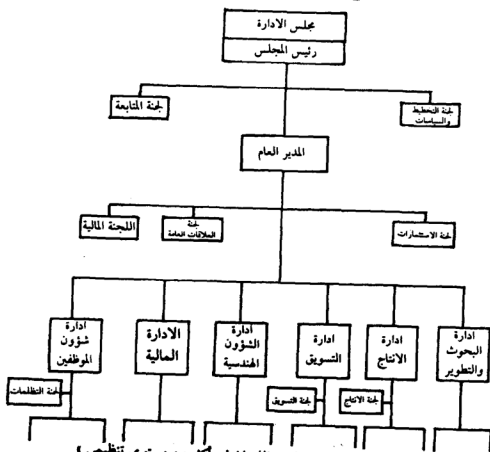 مجلس الادارة
رئيس المجلس
لجنة التخطيط
والسياسات
لجنة المتابعة
المدير العام
لجنة الاستثمارات
لجنة
العلاقات العامة
اللجنة المالية
ادارة
البحوث
والتطوير
ادارة
الانتاج
ادارة
التسويق
ادارة
الشؤون
الهندسية
الادارة
المالية
ادارة
شؤون
الموظفين
لجنة الانتاج
لجنة التسويق
لجنة التظلمات